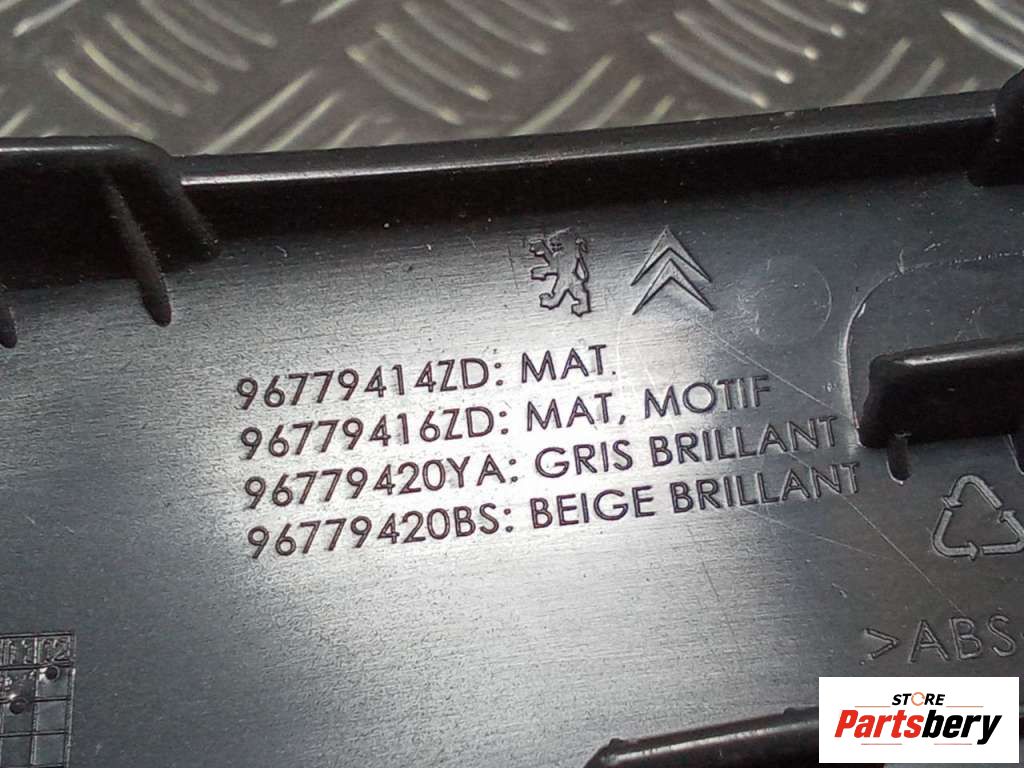 96779414ZD: MAT.
96779416ZD: MAT, MOTIF
96779420YA: GRIS BRILLANT
96779420BS: BEIGE BRILLANT
>ABS
STORE
Partsbery